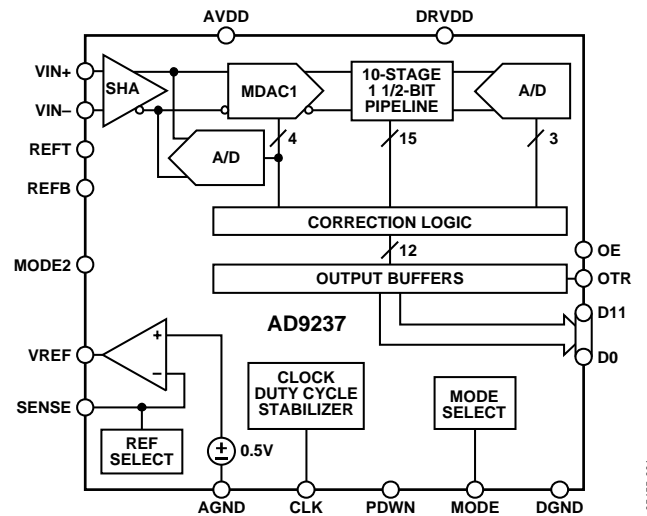 AVDD
DRVDD
VIN+
VIN–
REFT
REFB
MODE2
VREF
SENSE
SHA
MDAC1
10-STAGE
1 1/2-BIT
PIPELINE
A/D
A/D
4
15
3
CORRECTION LOGIC
12
OUTPUT BUFFERS
OE
OTR
D11
D0
AD9237
+
–
CLOCK
DUTY CYCLE
STABILIZER
MODE
SELECT
REF
SELECT
+
–
0.5V
AGND
CLK
PDWN
MODE
DGND